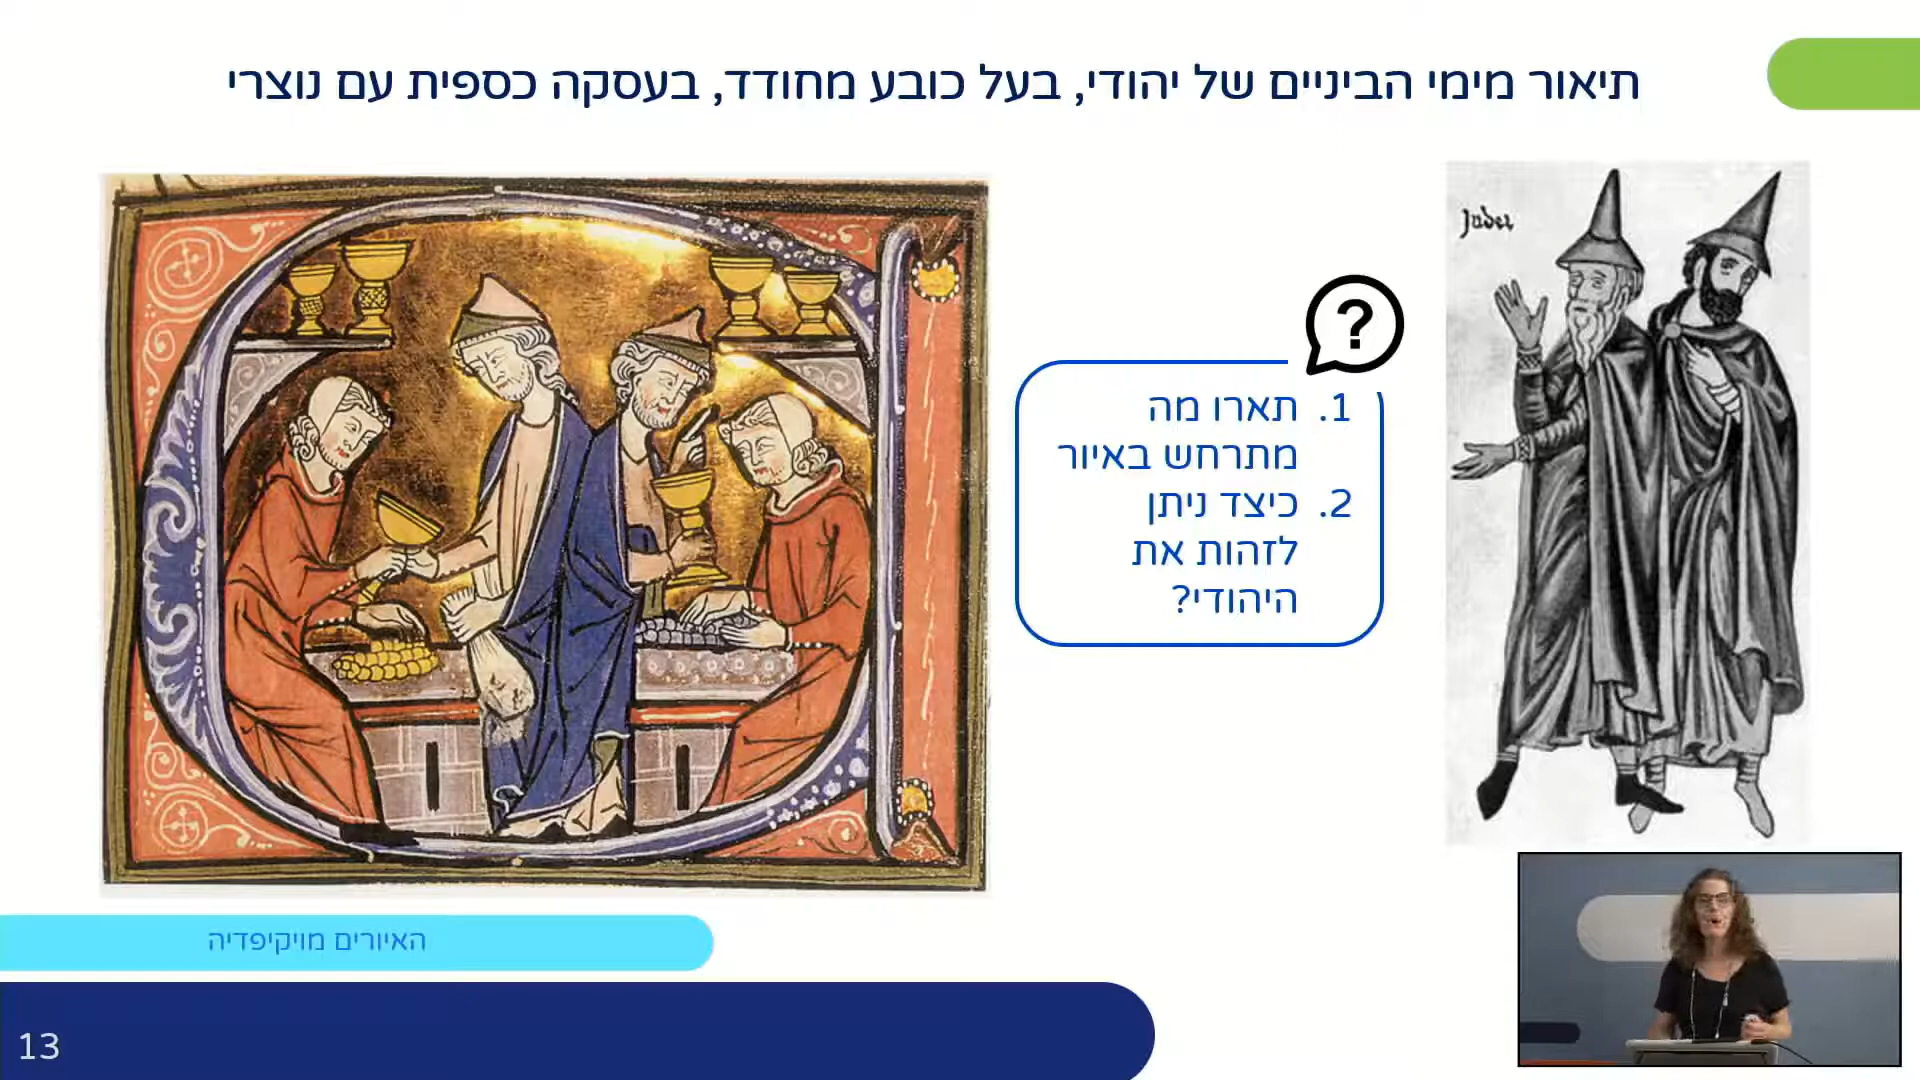 תיאור מימי הביניים של יהודי, בעל כובע מחודד, בעסקה כספית עם נוצרי
Judei
?
1. תארו מה
מתרחש באיור
2. כיצד ניתן
לזהות את
היהודי?
האיורים מויקיפדיה
13